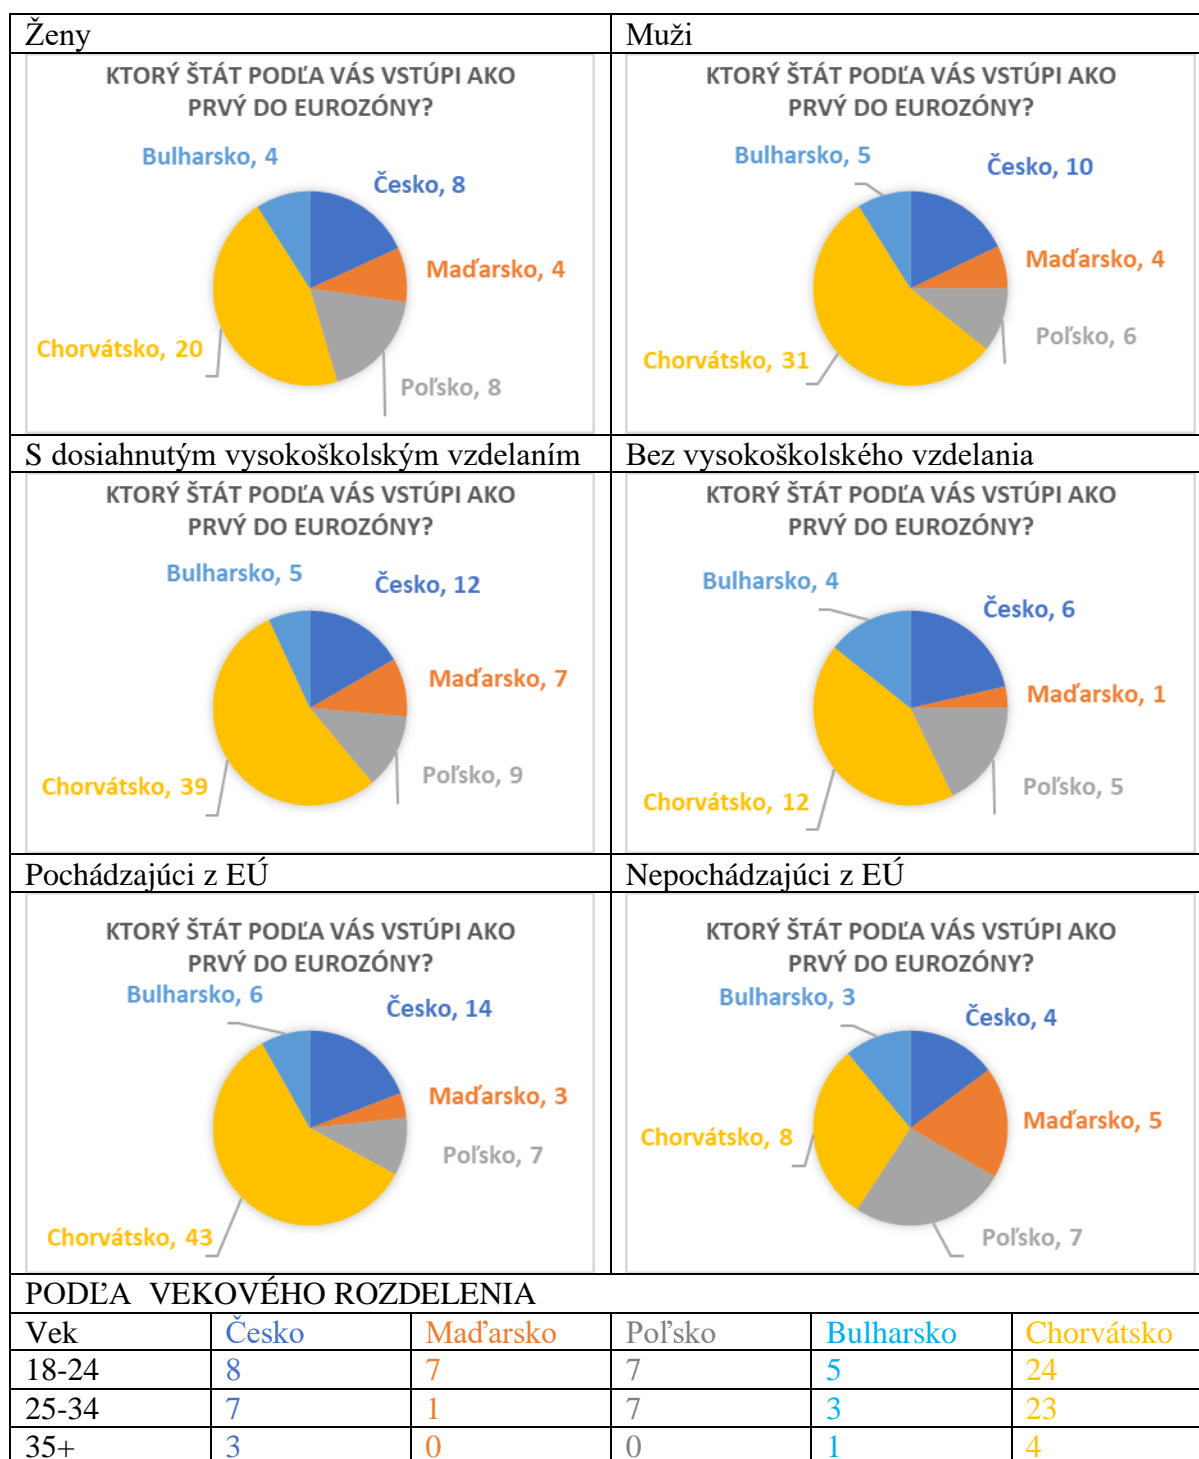 Ženy
Muži
KTORÝ ŠTÁT PODĽA VÁS VSTÚPI AKO
PRVÝ DO EUROZÓNY?
Bulharsko, 4
Česko, 8
Maďarsko, 4
Chorvátsko, 20
Poľsko, 8
KTORÝ ŠTÁT PODĽA VÁS VSTÚPI AKO
PRVÝ DO EUROZÓNY?
Bulharsko, 5
Česko, 10
Maďarsko, 4
Poľsko, 6
Chorvátsko, 31
S dosiahnutým vysokoškolským vzdelaním
Bez vysokoškolského vzdelania
KTORÝ ŠTÁT PODĽA VÁS VSTÚPI AKO
PRVÝ DO EUROZÓNY?
Bulharsko, 5
Česko, 12
Maďarsko, 7
Poľsko, 9
Chorvátsko, 39
KTORÝ ŠTÁT PODĽA VÁS VSTÚPI AKO
PRVÝ DO EUROZÓNY?
Bulharsko, 4
Česko, 6
Maďarsko, 1
Poľsko, 5
Chorvátsko, 12
Pochádzajúci z EÚ
Nepochádzajúci z EÚ
KTORÝ ŠTÁT PODĽA VÁS VSTÚPI AKO
PRVÝ DO EUROZÓNY?
Bulharsko, 6
Česko, 14
Maďarsko, 3
Poľsko, 7
Chorvátsko, 43
KTORÝ ŠTÁT PODĽA VÁS VSTÚPI AKO
PRVÝ DO EUROZÓNY?
Bulharsko, 3
Česko, 4
Maďarsko, 5
Chorvátsko, 8
Poľsko, 7
PODĽA VEKOVÉHO ROZDELENIA
Vek Česko Maďarsko Poľsko Bulharsko Chorvátsko
18-24 8 7 7 5 24
25-34 7 1 7 3 23
35+ 3 0 0 1 4